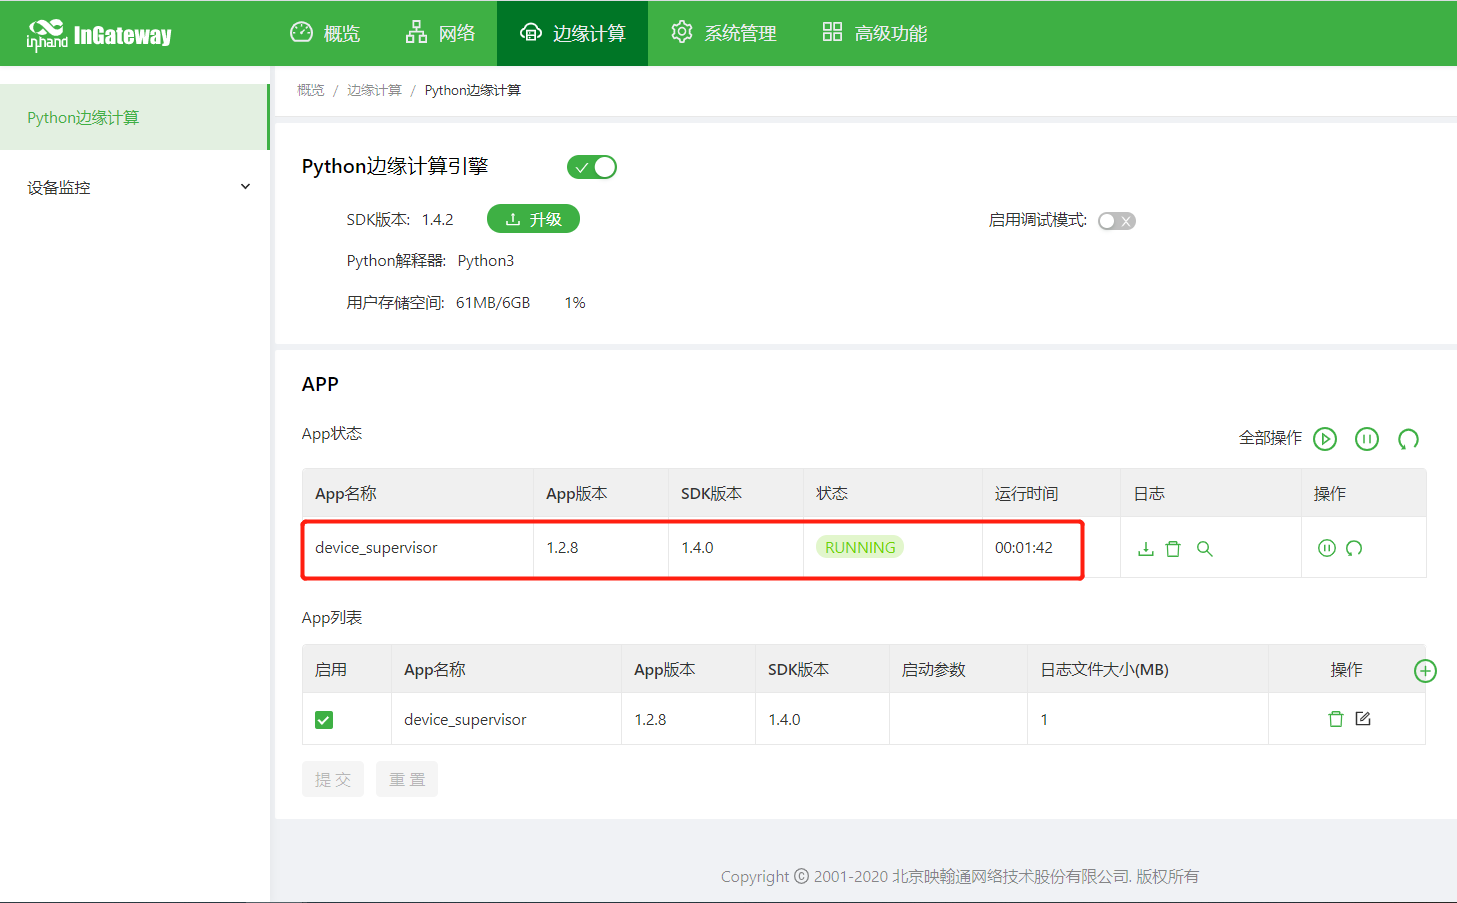 inhand InGateway
概览 网络 边缘计算 系统管理 高级功能
概览 / 边缘计算 / Python边缘计算
Python边缘计算
设备监控
Python边缘计算引擎
SDK版本: 1.4.2 升级
启用调试模式:
Python解释器: Python3
用户存储空间: 61MB/6GB 1%
APP
App状态
全部操作
App名称 App版本 SDK版本 状态 运行时间 日志 操作
device_supervisor 1.2.8 1.4.0 RUNNING 00:01:42
App列表
启用 App名称 App版本 SDK版本 启动参数 日志文件大小(MB) 操作
device_supervisor 1.2.8 1.4.0 1
提交 重置
Copyright © 2001-2020 北京映翰通网络技术股份有限公司. 版权所有